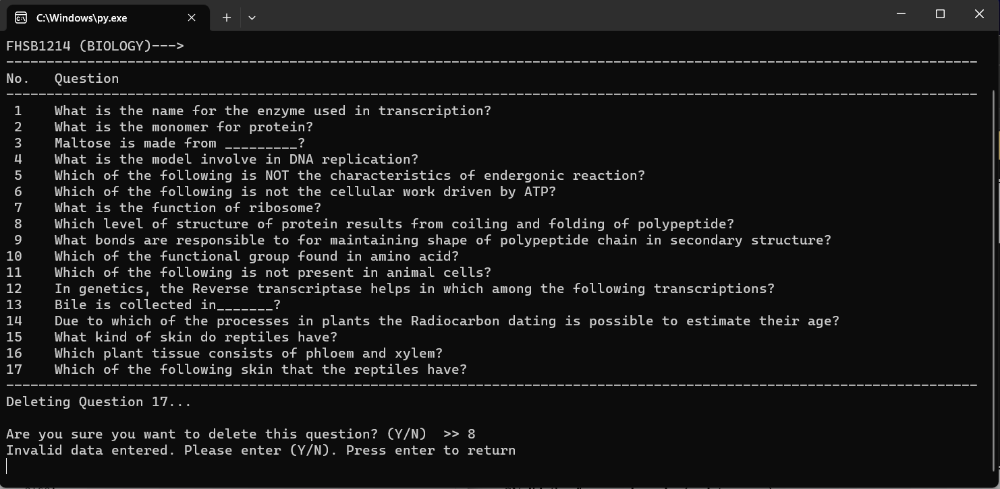 C:\Windows\py.exe
FHSB1214 (BIOLOGY)--->
------------------------------------------------------------------------------------------------------------------------
No.   Question
------------------------------------------------------------------------------------------------------------------------
1    What is the name for the enzyme used in transcription?
2    What is the monomer for protein?
3    Maltose is made from _________?
4    What is the model involve in DNA replication?
5    Which of the following is NOT the characteristics of endergonic reaction?
6    Which of the following is not the cellular work driven by ATP?
7    What is the function of ribosome?
8    Which level of structure of protein results from coiling and folding of polypeptide?
9    What bonds are responsible to for maintaining shape of polypeptide chain in secondary structure?
10    Which of the functional group found in amino acid?
11    Which of the following is not present in animal cells?
12    In genetics, the Reverse transcriptase helps in which among the following transcriptions?
13    Bile is collected in_______?
14    Due to which of the processes in plants the Radiocarbon dating is possible to estimate their age?
15    What kind of skin do reptiles have?
16    Which plant tissue consists of phloem and xylem?
17    Which of the following skin that the reptiles have?
------------------------------------------------------------------------------------------------------------------------
Deleting Question 17...
Are you sure you want to delete this question? (Y/N)  >> 8
Invalid data entered. Please enter (Y/N). Press enter to return